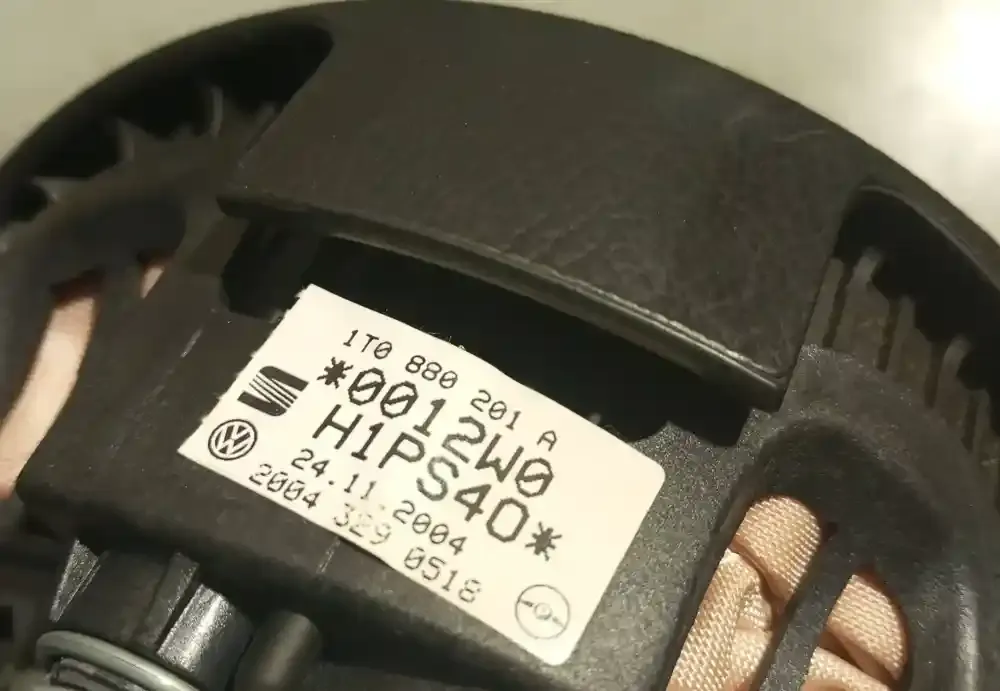 1T0 880 201 A
*0012W0
H1PS40*
24.11.2004
2004 329 0518